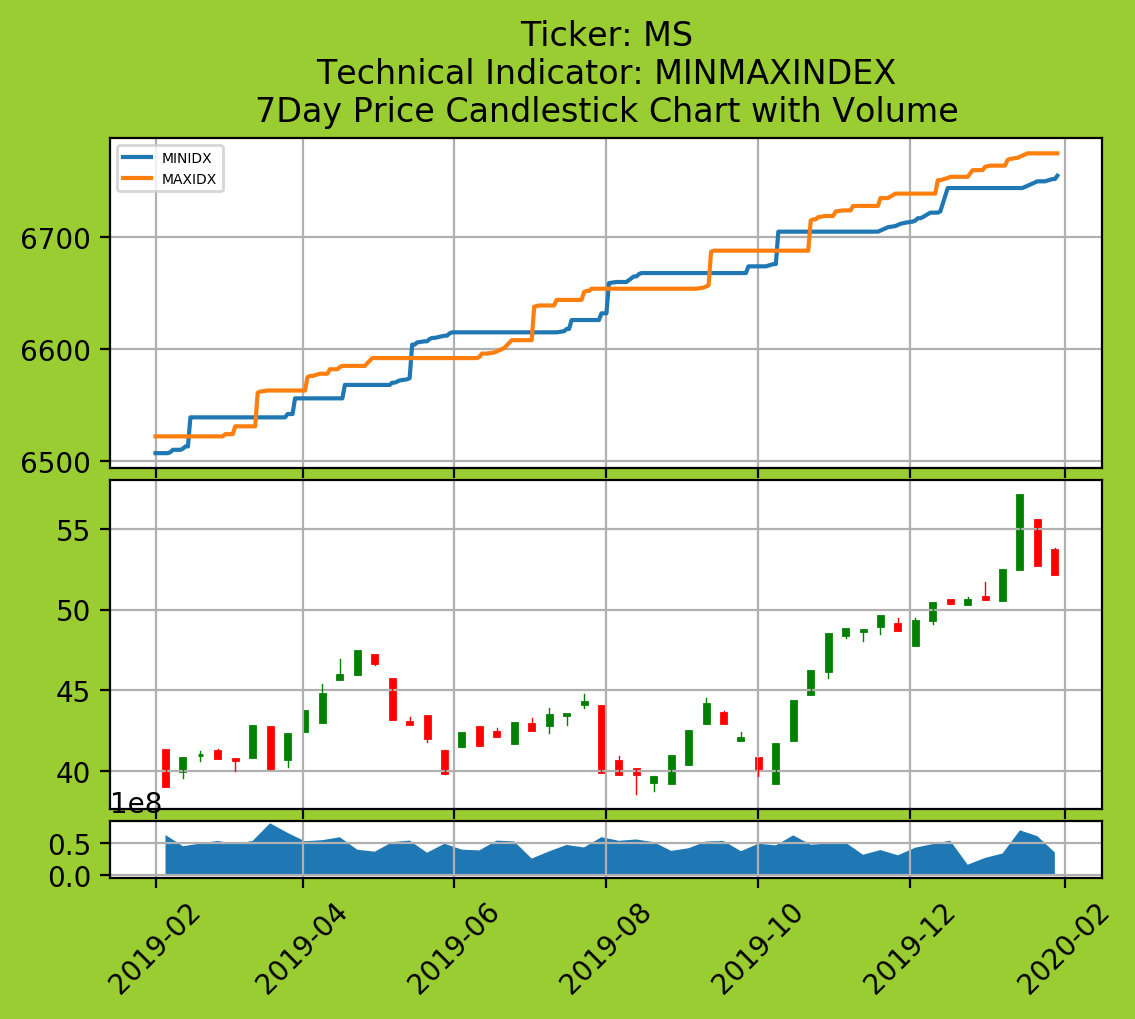 Ticker: MS
Technical Indicator: MINMAXINDEX
7Day Price Candlestick Chart with Volume
MINIDX
MAXIDX
6700
6600
6500
55
50
45
40
1e8
0.5
0.0
2019-02
2019-04
2019-06
2019-08
2019-10
2019-12
2020-02